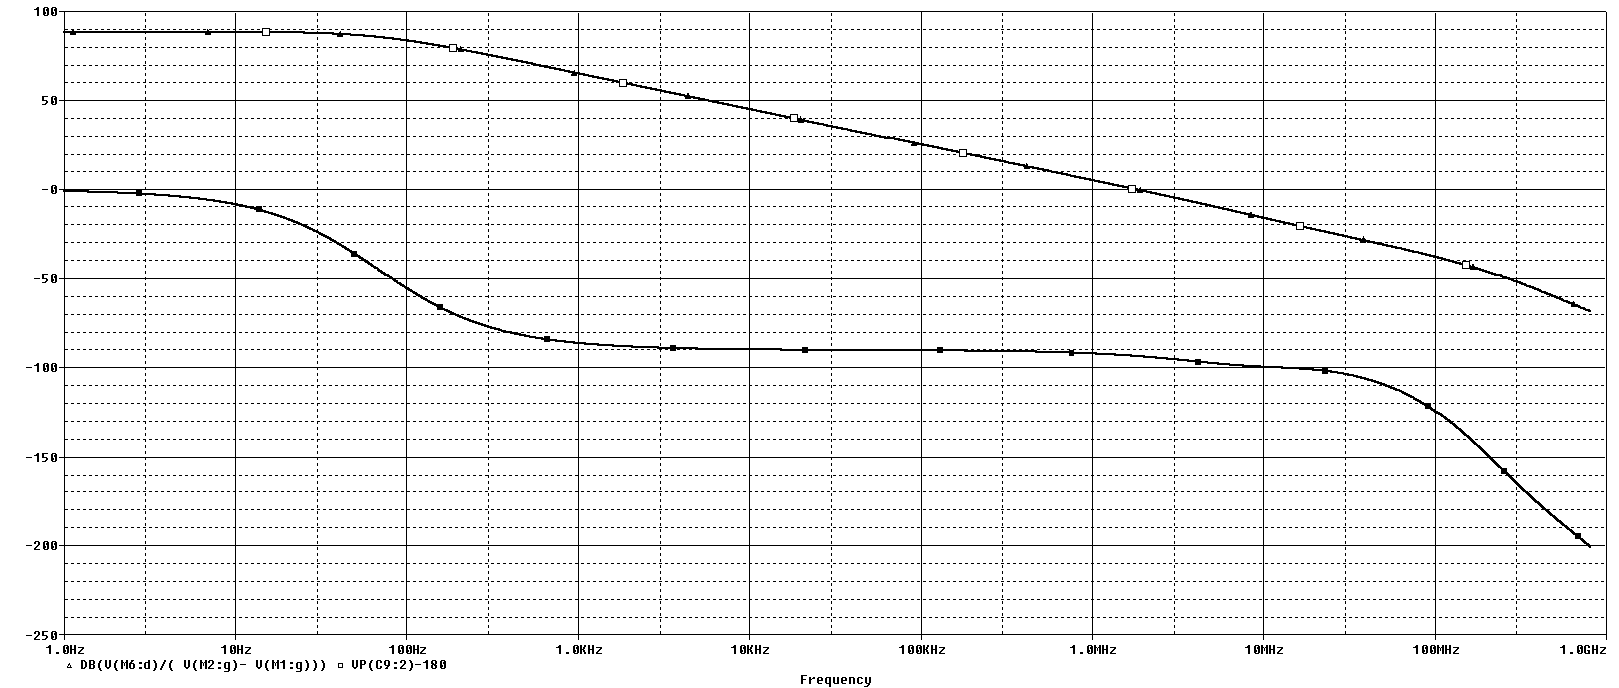 100
50
-0
-50
-100
-150
-200
-250
1.0Hz 10Hz 100Hz 1.0KHz 10KHz 100KHz 1.0MHz 10MHz 100MHz 1.0GHz
DB(V(M6:d)/( V(M2:g)- V(M1:g))) VP(C9:2)-180
Frequency